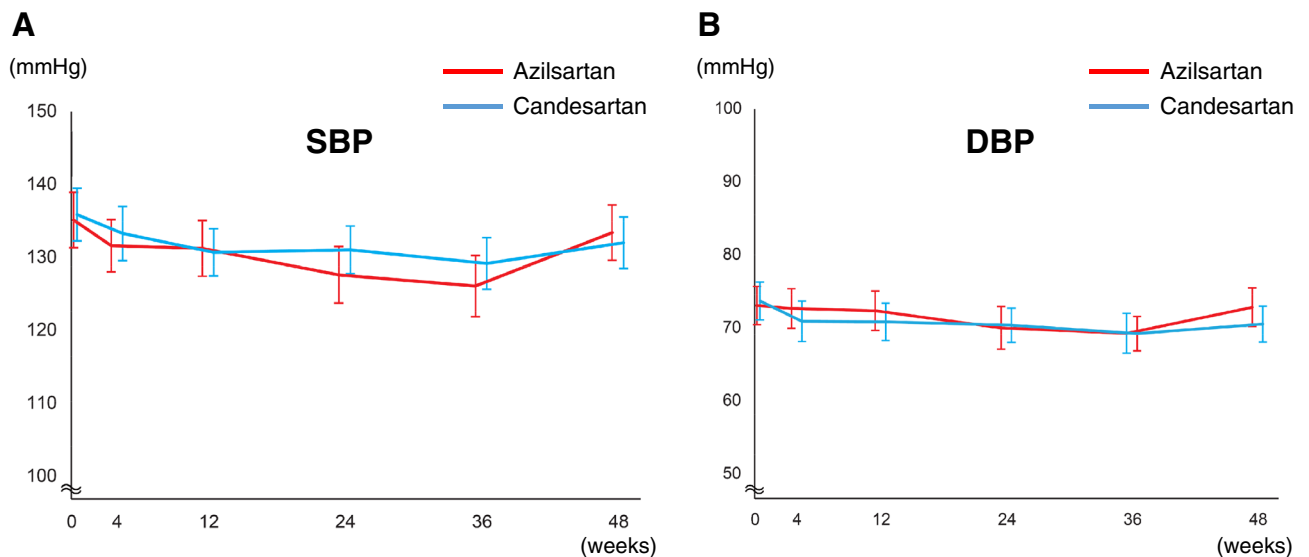 A
(mmHg)
Azilsartan
Candesartan
SBP
150
140
130
120
110
100
0 4 12 24 36 48
(weeks)
B
(mmHg)
Azilsartan
Candesartan
DBP
100
90
80
70
60
50
0 4 12 24 36 48
(weeks)